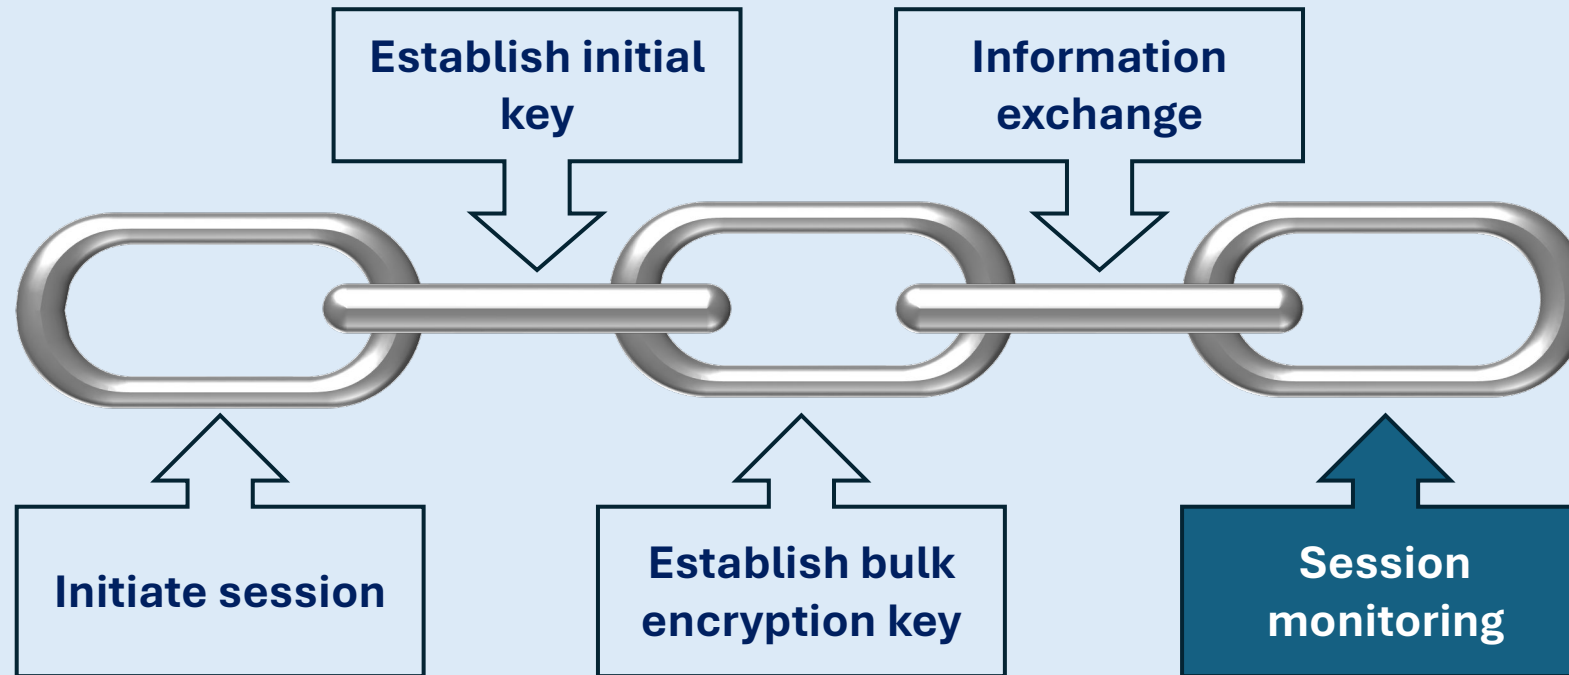 Establish initial
key
Information
exchange
Initiate session
Establish bulk
encryption key
Session
monitoring